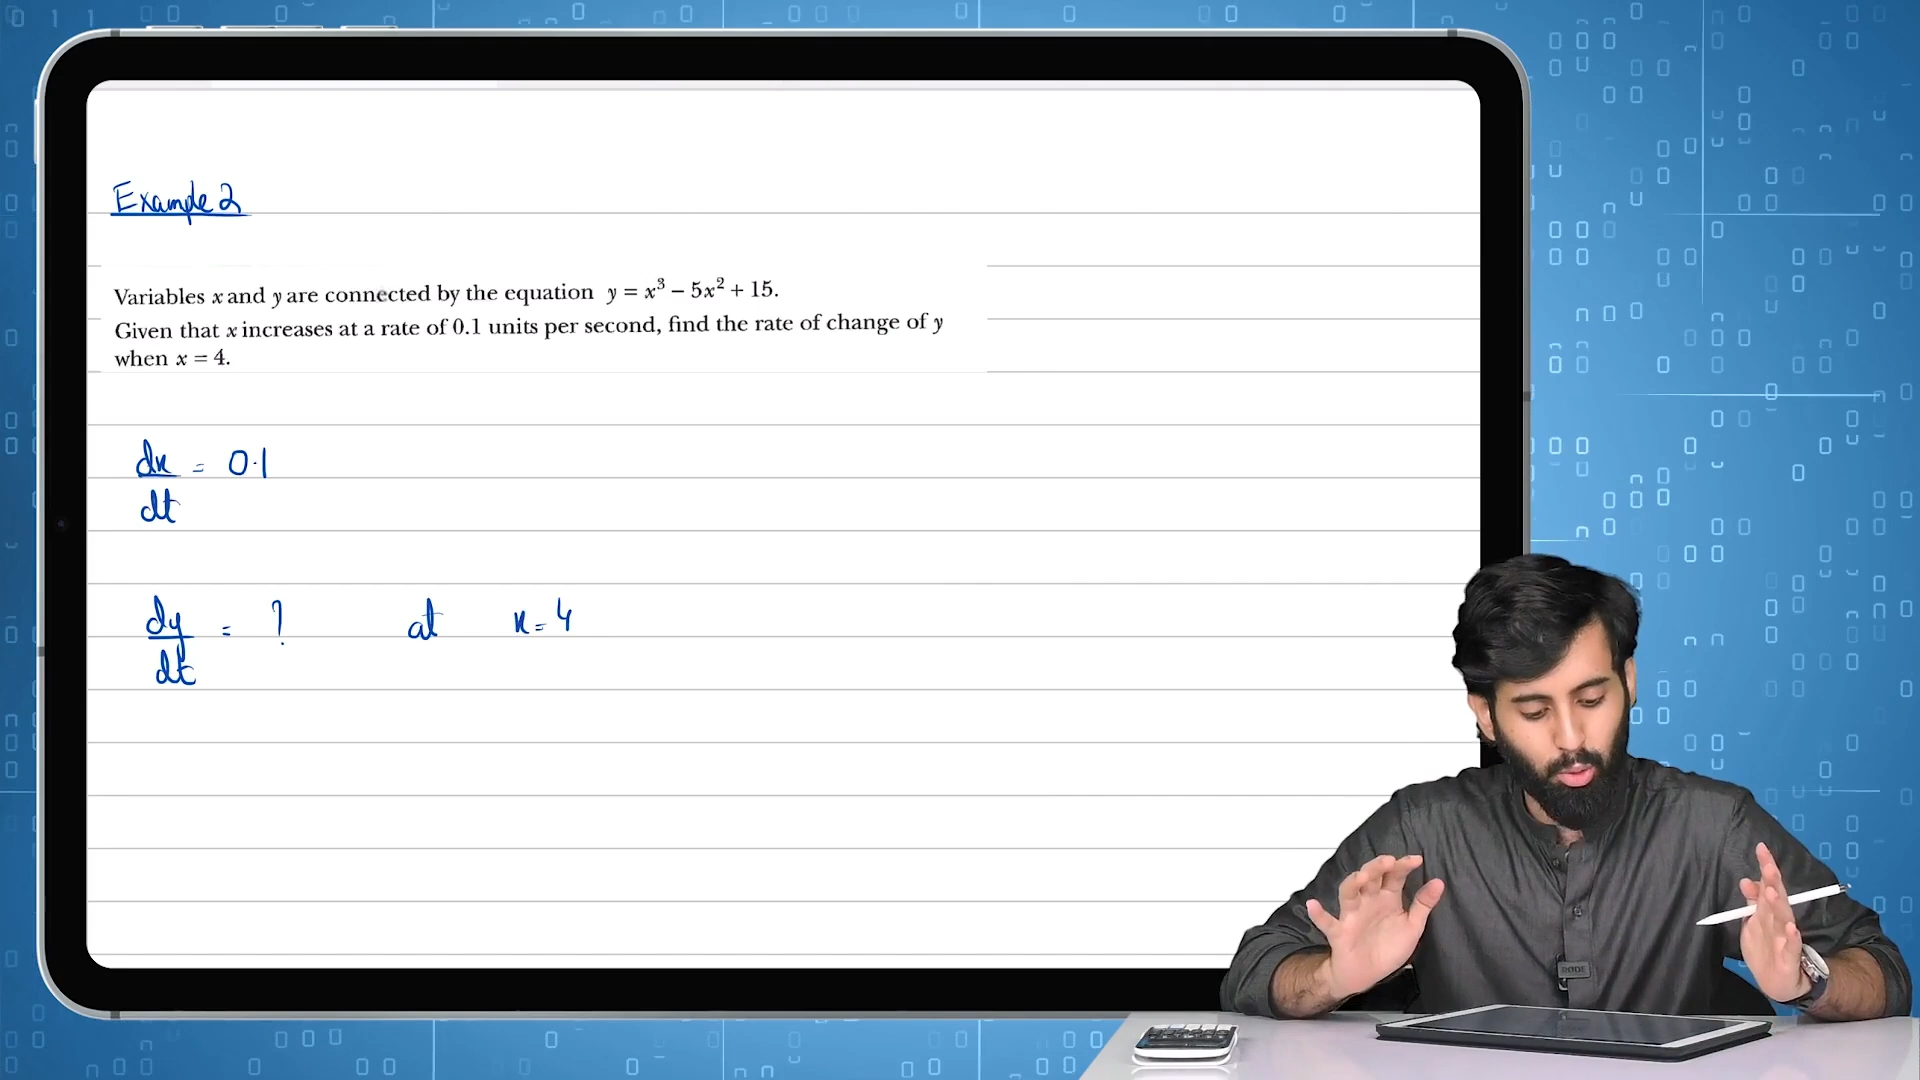 Example 2
Variables x and y are connected by the equation y = x³ – 5x² + 15.
Given that x increases at a rate of 0.1 units per second, find the rate of change of y
when x = 4.
dx/dt = 0.1
dy/dt = ? at x = 4
RODE